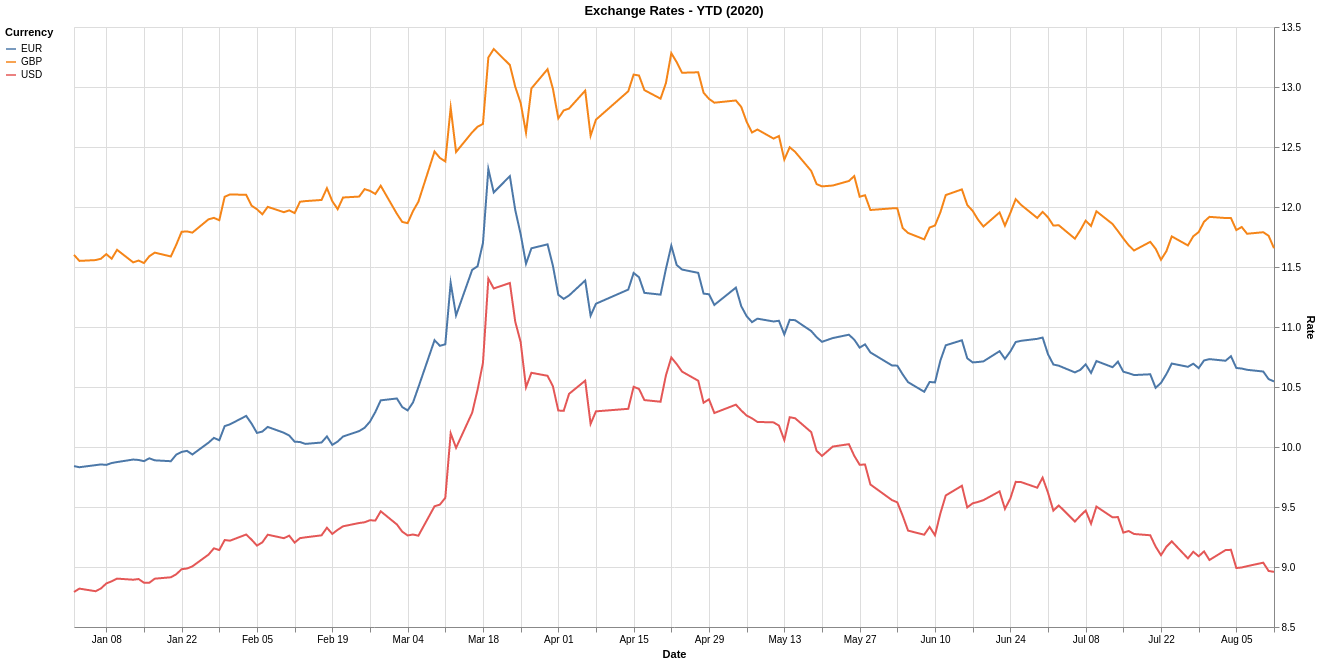 Exchange Rates - YTD (2020)
Currency
EUR
GBP
USD
13.5
13.0
12.5
12.0
11.5
11.0
10.5
10.0
9.5
9.0
8.5
Rate
Jan 08
Jan 22
Feb 05
Feb 19
Mar 04
Mar 18
Apr 01
Apr 15
Apr 29
May 13
May 27
Jun 10
Jun 24
Jul 08
Jul 22
Aug 05
Date